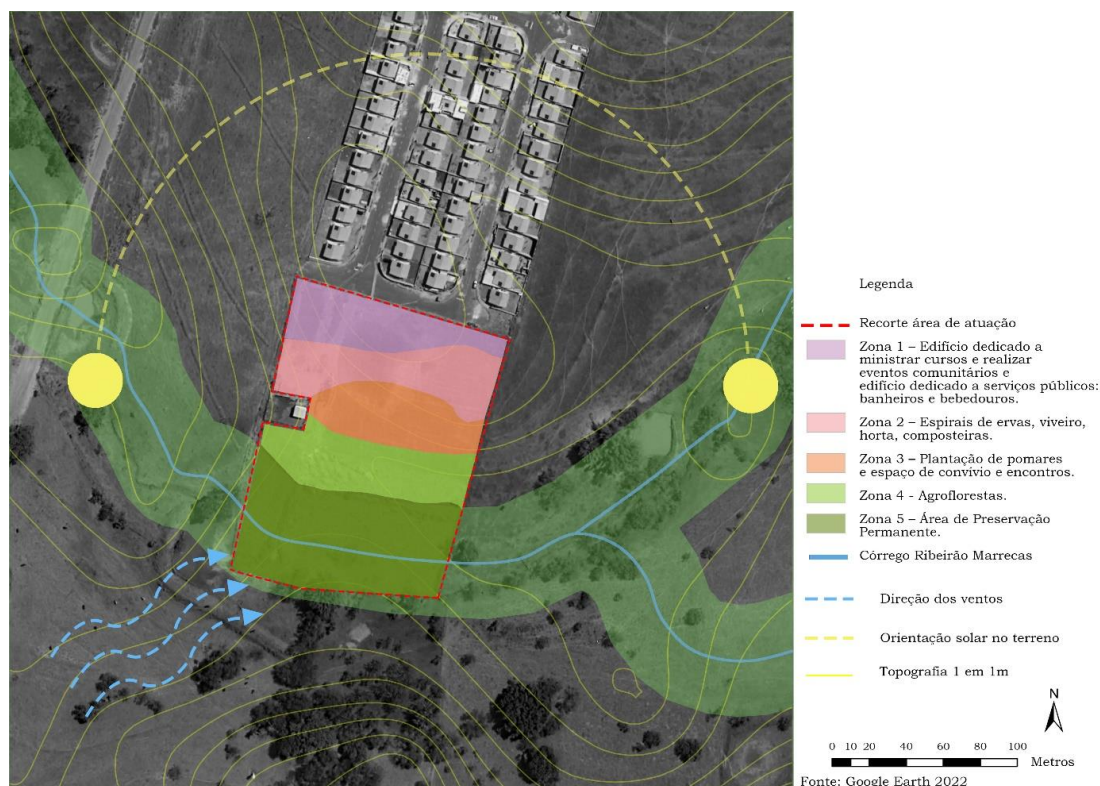 Legenda
Recorte área de atuação
Zona 1 – Edifício dedicado a
ministrar cursos e realizar
eventos comunitários e
edifício dedicado a serviços públicos:
banheiros e bebedouros.
Zona 2 – Espirais de ervas, viveiro,
horta, composteiras.
Zona 3 – Plantação de pomares
e espaço de convívio e encontros.
Zona 4 - Agroflorestas.
Zona 5 – Área de Preservação
Permanente.
Córrego Ribeirão Marrecas
Direção dos ventos
Orientação solar no terreno
Topografia 1 em 1m
N
0 10 20 40 60 80 100
Metros
Fonte: Google Earth 2022